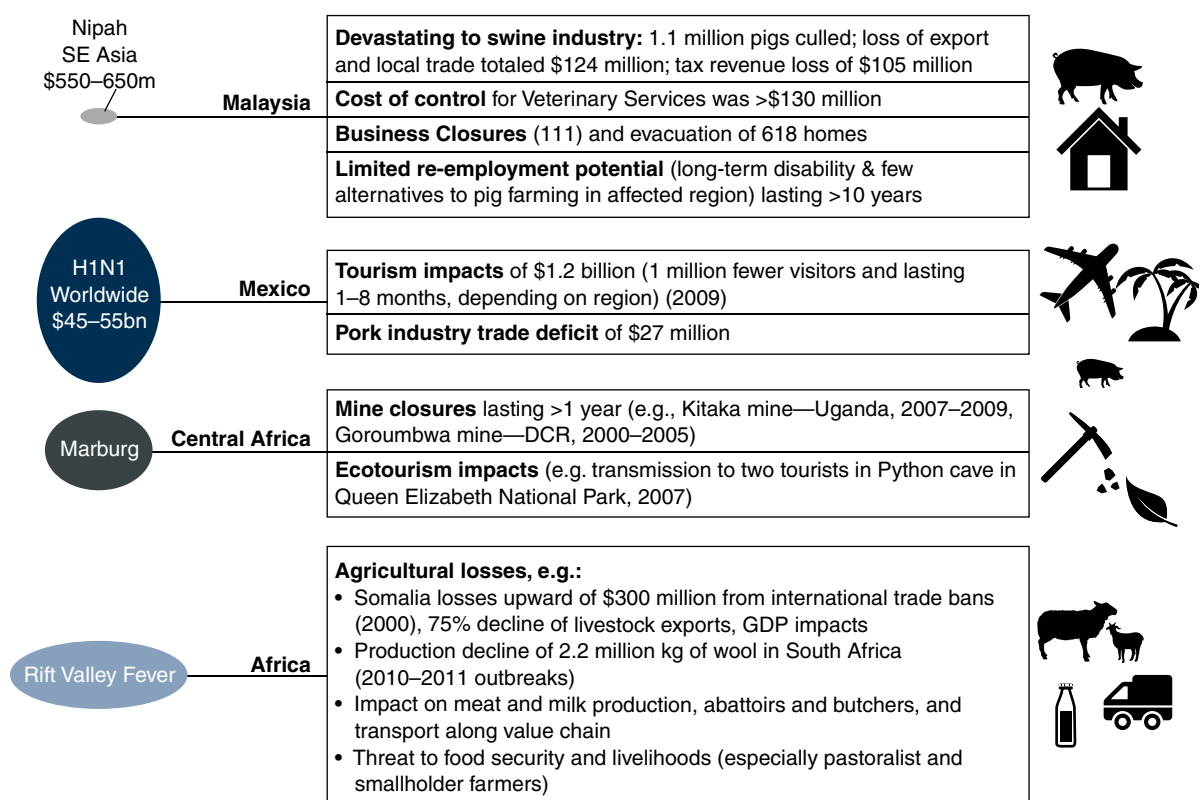 Nipah
SE Asia
$550–650m
Malaysia
Devastating to swine industry: 1.1 million pigs culled; loss of export
and local trade totaled $124 million; tax revenue loss of $105 million
Cost of control for Veterinary Services was >$130 million
Business Closures (111) and evacuation of 618 homes
Limited re-employment potential (long-term disability & few
alternatives to pig farming in affected region) lasting >10 years
H1N1
Worldwide
$45–55bn
Mexico
Tourism impacts of $1.2 billion (1 million fewer visitors and lasting
1–8 months, depending on region) (2009)
Pork industry trade deficit of $27 million
Marburg
Central Africa
Mine closures lasting >1 year (e.g., Kitaka mine—Uganda, 2007–2009,
Goroumbwa mine—DCR, 2000–2005)
Ecotourism impacts (e.g. transmission to two tourists in Python cave in
Queen Elizabeth National Park, 2007)
Rift Valley Fever
Africa
Agricultural losses, e.g.:
• Somalia losses upward of $300 million from international trade bans
(2000), 75% decline of livestock exports, GDP impacts
• Production decline of 2.2 million kg of wool in South Africa
(2010–2011 outbreaks)
• Impact on meat and milk production, abattoirs and butchers, and
transport along value chain
• Threat to food security and livelihoods (especially pastoralist and
smallholder farmers)